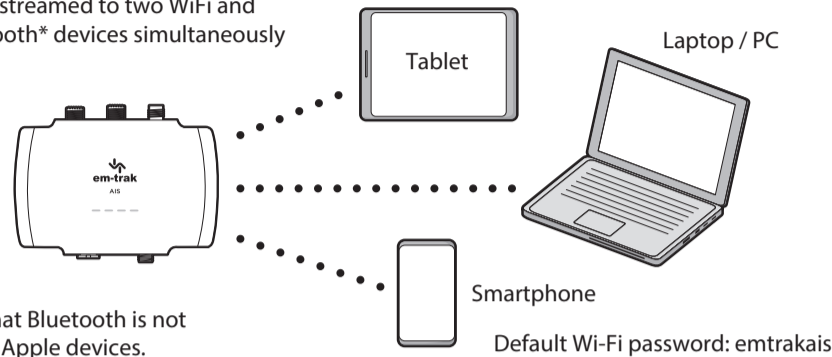 streamed to two WiFi and
ooth* devices simultaneously
Tablet
Laptop / PC
em-trak
AIS
Smartphone
at Bluetooth is not
Apple devices.
Default Wi-Fi password: emtrakais